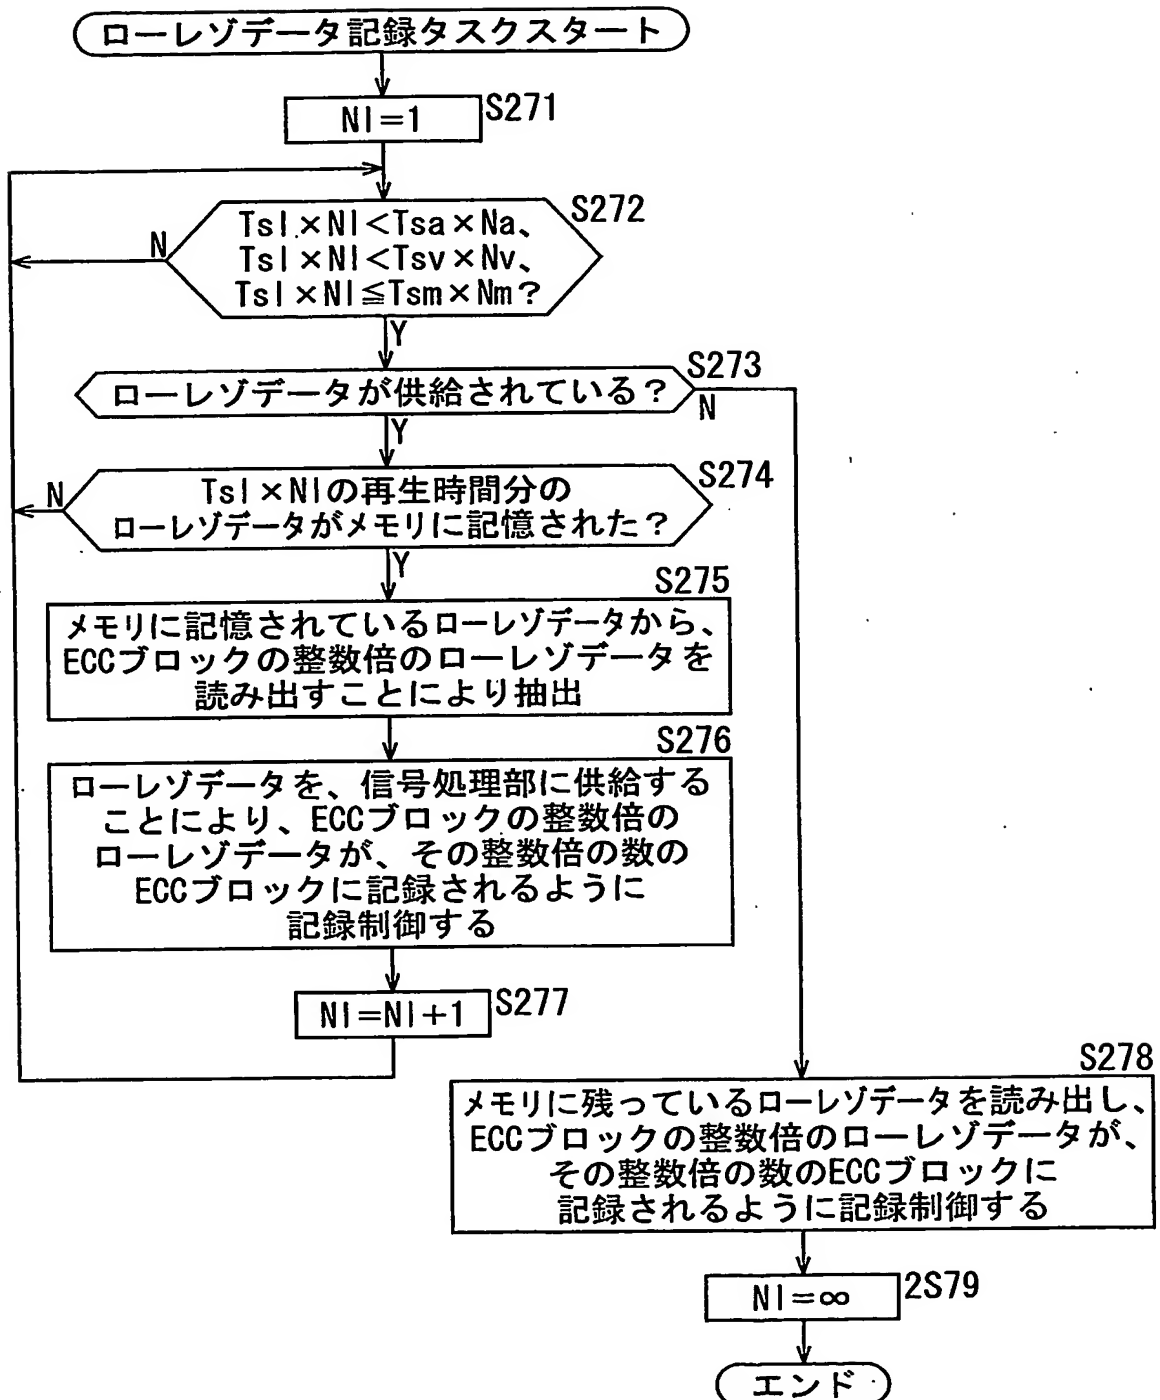 ローレゾデータ記録タスクスタート
Nl=1
S271
Tsl×Nl<Tsa×Na、
Tsl×Nl<Tsv×Nv、
Tsl×Nl≦Tsm×Nm?
S272
N
Y
ローレゾデータが供給されている?
S273
N
Y
Tsl×Nlの再生時間分の
ローレゾデータがメモリに記憶された?
S274
N
Y
S275
メモリに記憶されているローレゾデータから、
ECCブロックの整数倍のローレゾデータを
読み出すことにより抽出
S276
ローレゾデータを、信号処理部に供給する
ことにより、ECCブロックの整数倍の
ローレゾデータが、その整数倍の数の
ECCブロックに記録されるように
記録制御する
Nl=Nl+1
S277
S278
メモリに残っているローレゾデータを読み出し、
ECCブロックの整数倍のローレゾデータが、
その整数倍の数のECCブロックに
記録されるように記録制御する
Nl=∞
2S79
エンド